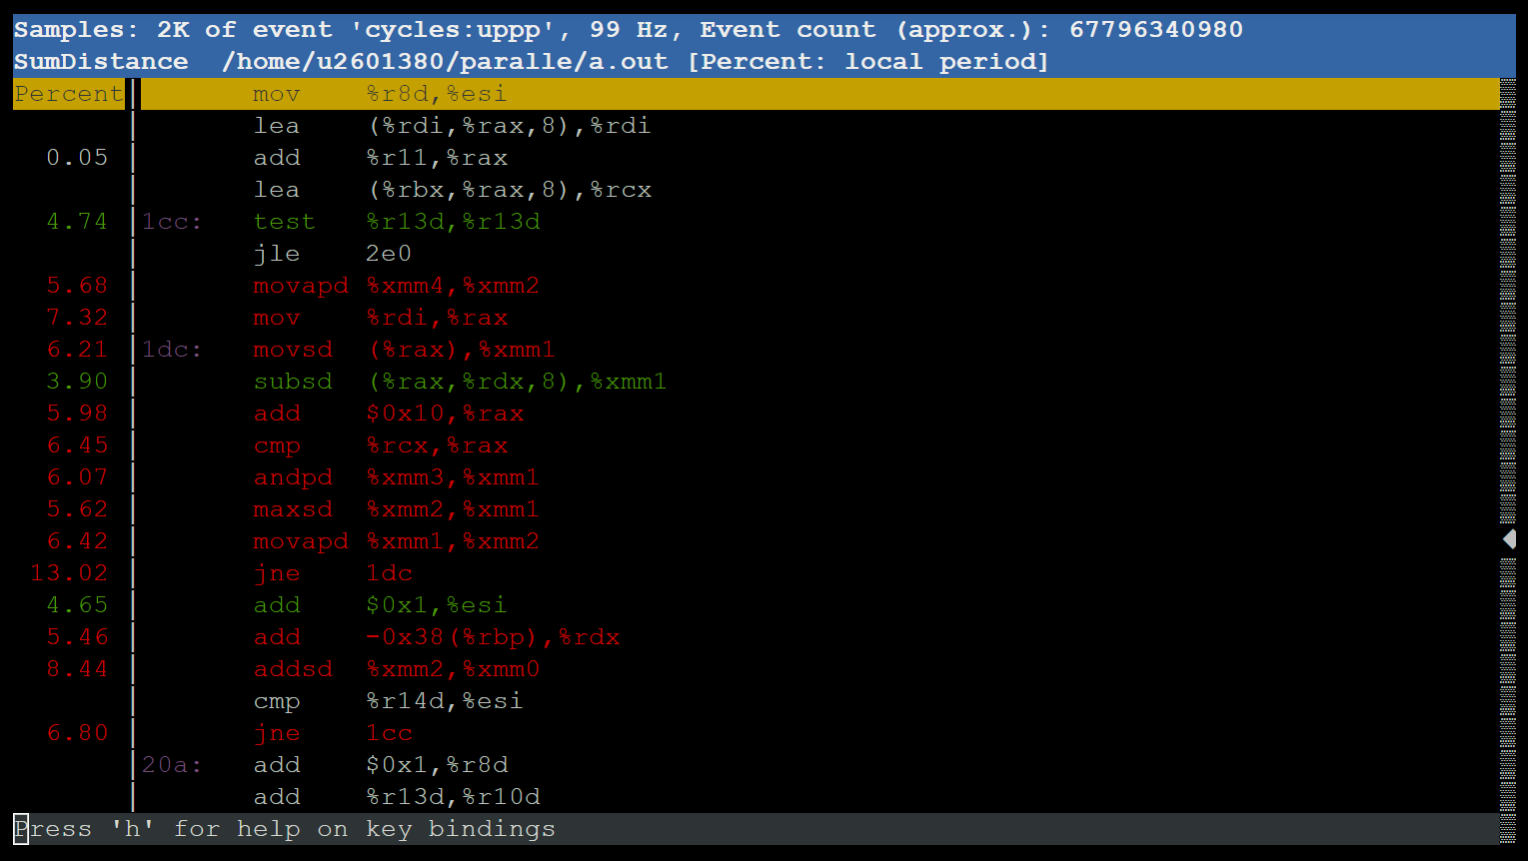 Samples: 2K of event 'cycles:uppp', 99 Hz, Event count (approx.): 67796340980
SumDistance  /home/u2601380/paralle/a.out [Percent: local period]
Percent│       mov    %r8d,%esi
       │       lea    (%rdi,%rax,8),%rdi
  0.05 │       add    %r11,%rax
       │       lea    (%rbx,%rax,8),%rcx
  4.74 │1cc:   test   %r13d,%r13d
       │       jle    2e0
  5.68 │       movapd %xmm4,%xmm2
  7.32 │       mov    %rdi,%rax
  6.21 │1dc:   movsd  (%rax),%xmm1
  3.90 │       subsd  (%rax,%rdx,8),%xmm1
  5.98 │       add    $0x10,%rax
  6.45 │       cmp    %rcx,%rax
  6.07 │       andpd  %xmm3,%xmm1
  5.62 │       maxsd  %xmm2,%xmm1
  6.42 │       movapd %xmm1,%xmm2
 13.02 │       jne    1dc
  4.65 │       add    $0x1,%esi
  5.46 │       add    -0x38(%rbp),%rdx
  8.44 │       addsd  %xmm2,%xmm0
       │       cmp    %r14d,%esi
  6.80 │       jne    1cc
       │20a:   add    $0x1,%r8d
       │       add    %r13d,%r10d
Press 'h' for help on key bindings